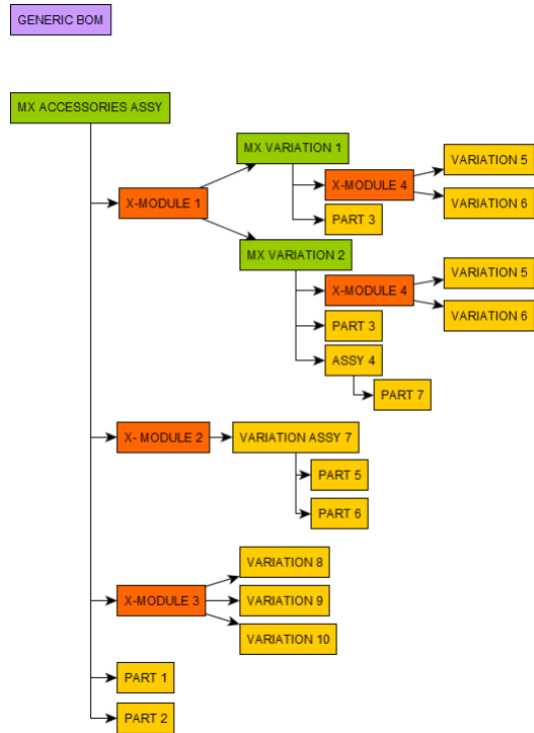 GENERIC BOM
MX ACCESSORIES ASSY
MX VARIATION 1
VARIATION 5
X-MODULE 4
X-MODULE 1
VARIATION 6
PART 3
MX VARIATION 2
VARIATION 5
X-MODULE 4
VARIATION 6
PART 3
ASSY 4
PART 7
X- MODULE 2
VARIATION ASSY 7
PART 5
PART 6
VARIATION 8
X-MODULE 3
VARIATION 9
VARIATION 10
PART 1
PART 2